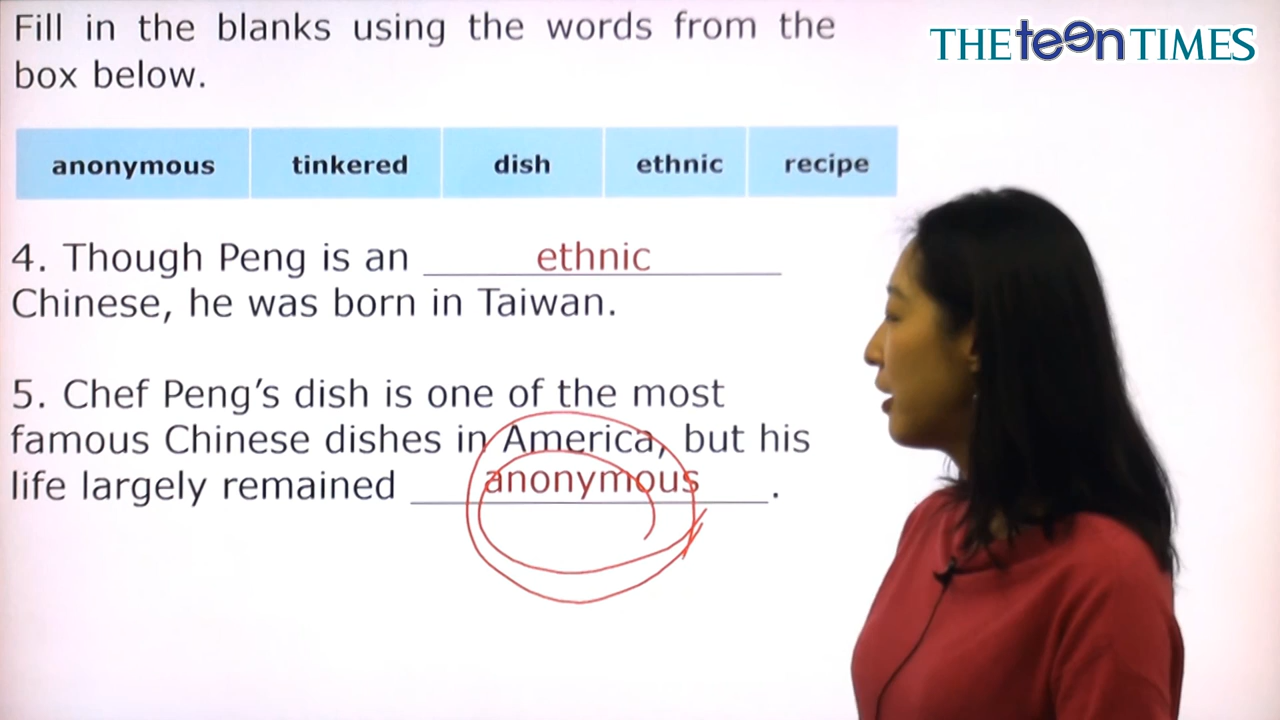 Fill in the blanks using the words from the
box below.
THE teen TIMES
anonymous tinkered dish ethnic recipe
4. Though Peng is an ethnic
Chinese, he was born in Taiwan.
5. Chef Peng’s dish is one of the most
famous Chinese dishes in America, but his
life largely remained anonymous.